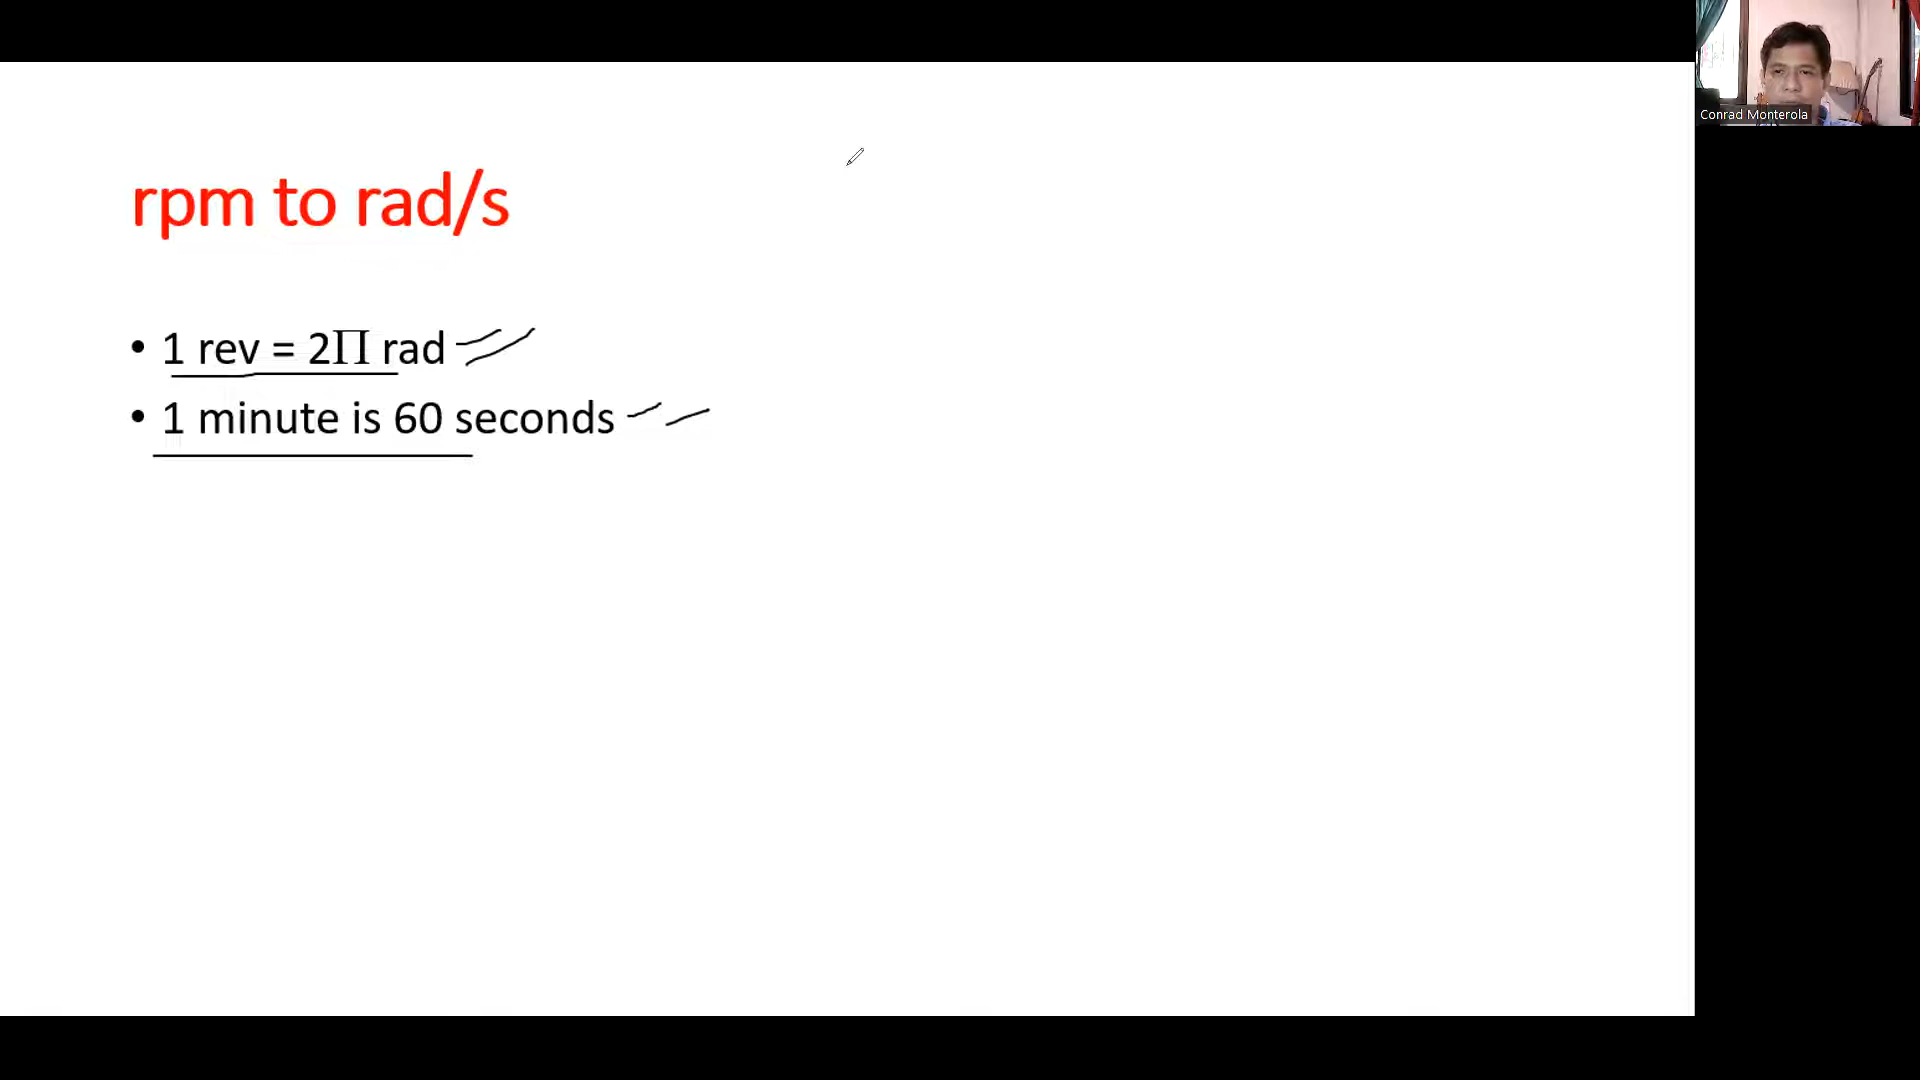 Conrad Monterola
rpm to rad/s
• 1 rev = 2Π rad
• 1 minute is 60 seconds